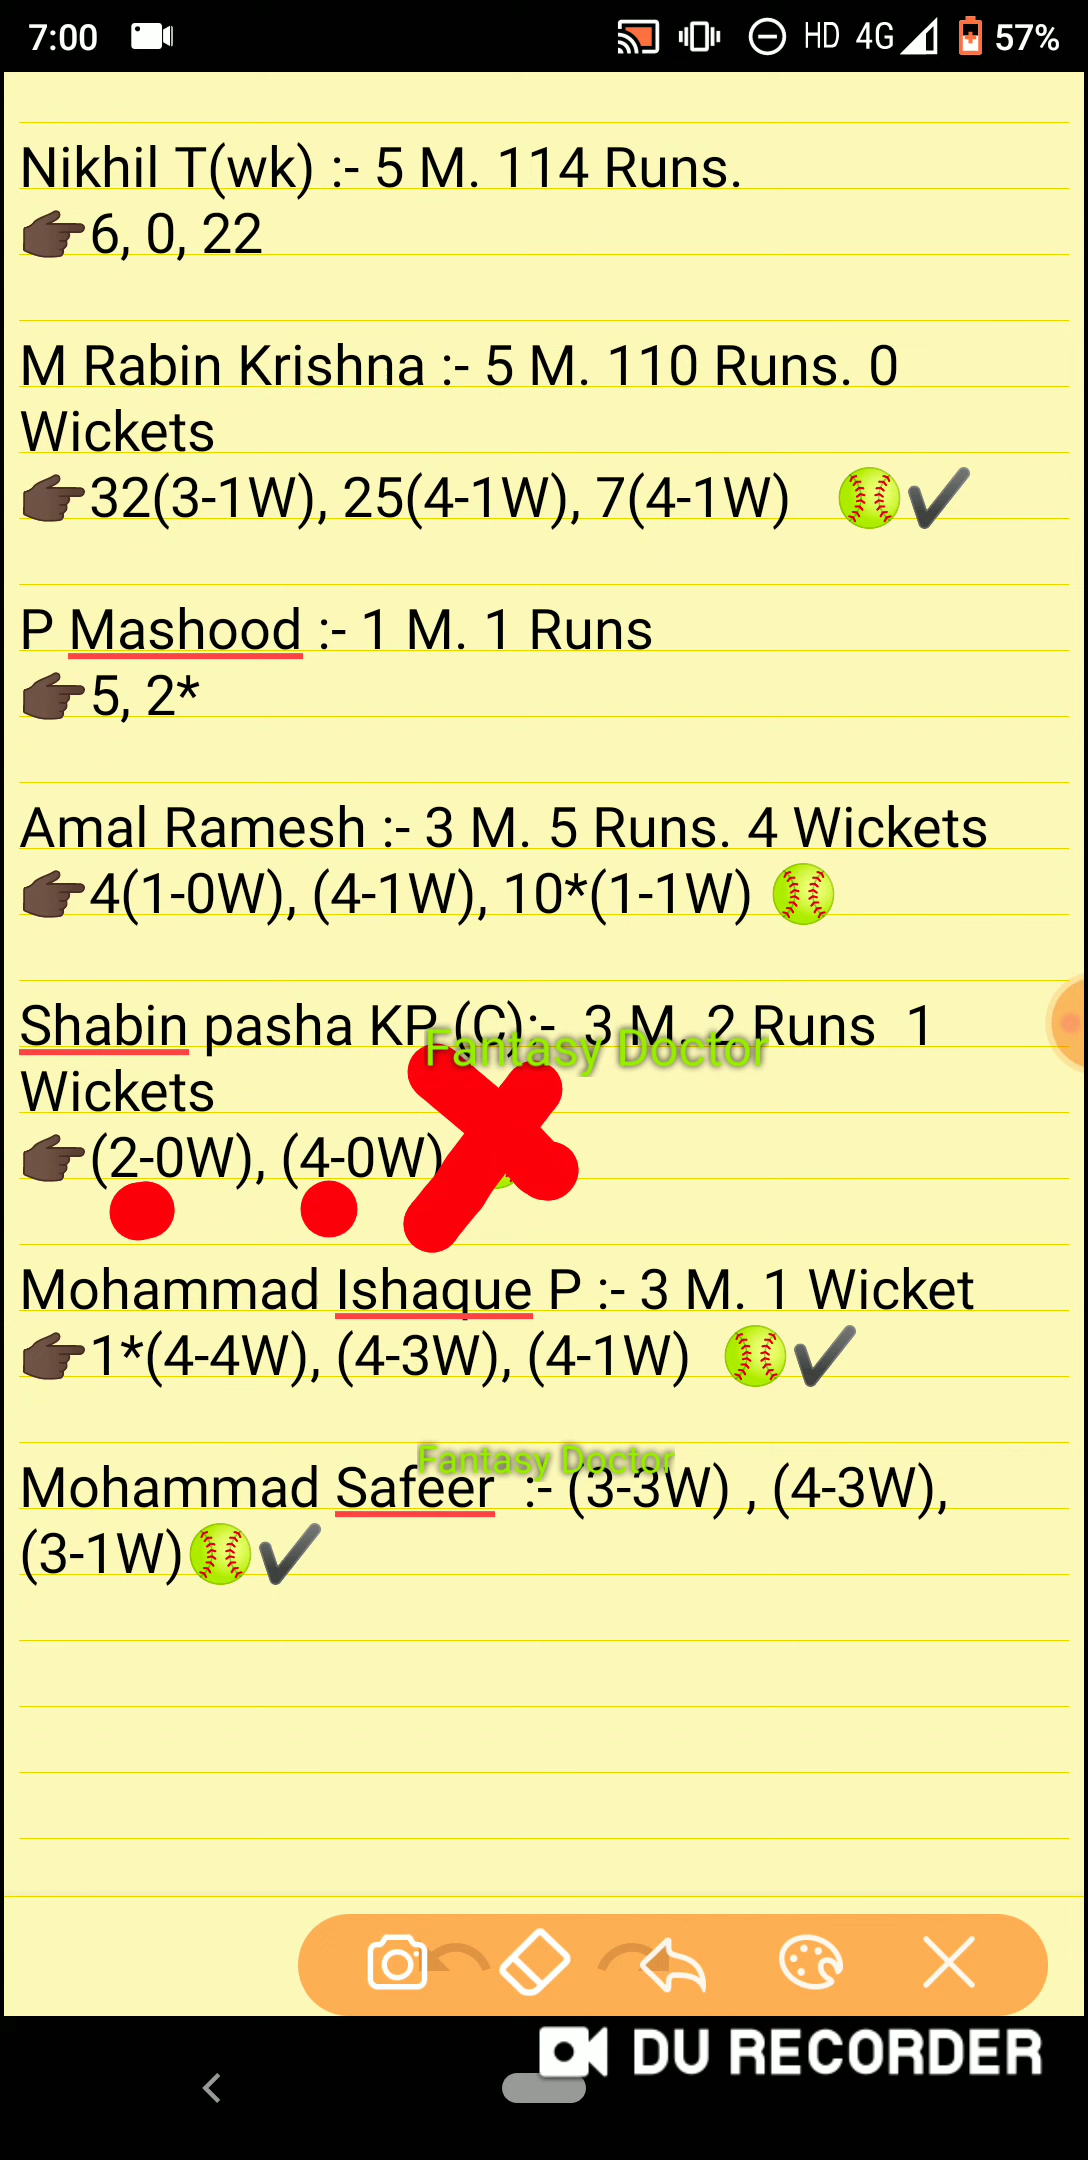 7:00 HD 4G 57%
Nikhil T(wk) :- 5 M. 114 Runs.
👉🏿6, 0, 22
M Rabin Krishna :- 5 M. 110 Runs. 0
Wickets
👉🏿32(3-1W), 25(4-1W), 7(4-1W) 🥎✔
P Mashood :- 1 M. 1 Runs
👉🏿5, 2*
Amal Ramesh :- 3 M. 5 Runs. 4 Wickets
👉🏿4(1-0W), (4-1W), 10*(1-1W) 🥎
Shabin pasha KP (C):- 3 M. 2 Runs 1
Fantasy Doctor
Wickets
👉🏿(2-0W), (4-0W)
Mohammad Ishaque P :- 3 M. 1 Wicket
👉🏿1*(4-4W), (4-3W), (4-1W) 🥎✔
Fantasy Doctor
Mohammad Safeer :- (3-3W) , (4-3W),
(3-1W)🥎✔
DU RECORDER